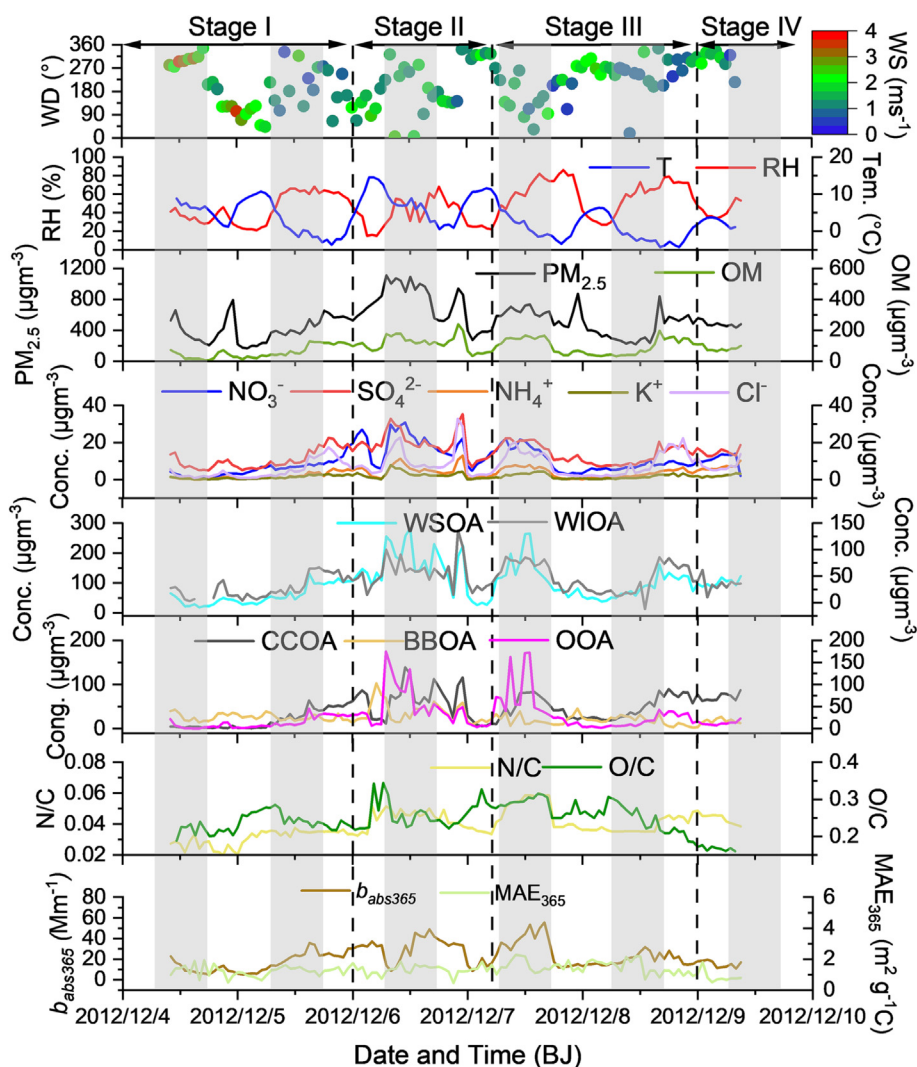 Stage I Stage II Stage III Stage IV
WD (°)
360
270
180
90
0
WS (ms⁻¹)
4
3
2
1
0
RH (%)
100
80
60
40
20
0
T RH
Tem. (°C)
20
15
10
5
0
PM₂.₅ (µgm⁻³)
1200
800
400
0
PM₂.₅ OM
OM (µgm⁻³)
600
400
200
0
Conc. (µgm⁻³)
40
20
0
NO₃⁻ SO₄²⁻ NH₄⁺ K⁺ Cl⁻
Conc. (µgm⁻³)
40
20
0
Conc. (µgm⁻³)
300
200
100
0
WSOA WIOA
Conc. (µgm⁻³)
150
100
50
0
Cong. (µgm⁻³)
200
100
0
CCOA BBOA OOA
200
150
100
50
0
N/C
0.08
0.06
0.04
0.02
N/C O/C
O/C
0.4
0.3
0.2
b_abs365 (Mm⁻¹)
80
60
40
20
0
b_abs365 MAE₃₆₅
MAE₃₆₅ (m² g⁻¹C)
6
4
2
0
2012/12/4 2012/12/5 2012/12/6 2012/12/7 2012/12/8 2012/12/9 2012/12/10
Date and Time (BJ)